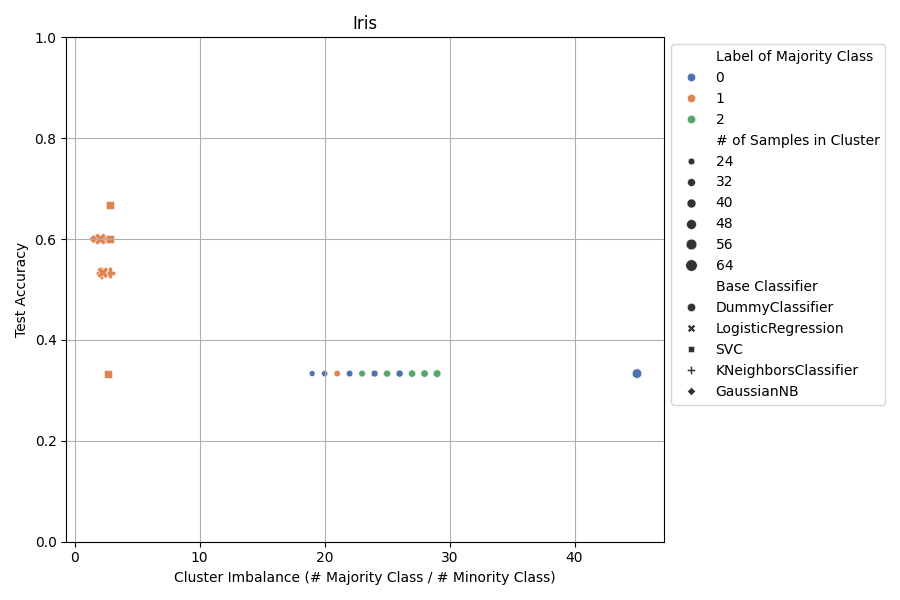 Iris
1.0
0.8
0.6
0.4
0.2
0.0
Test Accuracy
0
10
20
30
40
Cluster Imbalance (# Majority Class / # Minority Class)
Label of Majority Class
0
1
2
# of Samples in Cluster
24
32
40
48
56
64
Base Classifier
DummyClassifier
LogisticRegression
SVC
KNeighborsClassifier
GaussianNB